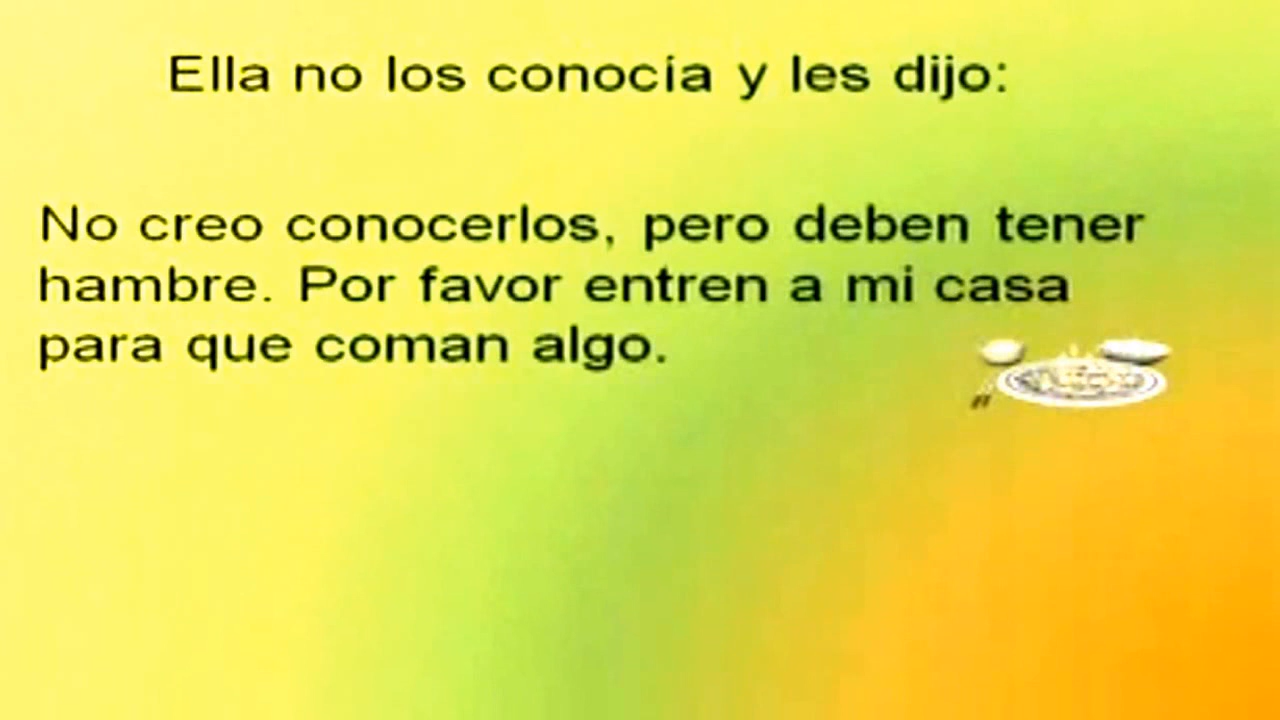 Ella no los conocía y les dijo:
No creo conocerlos, pero deben tener
hambre. Por favor entren a mi casa
para que coman algo.